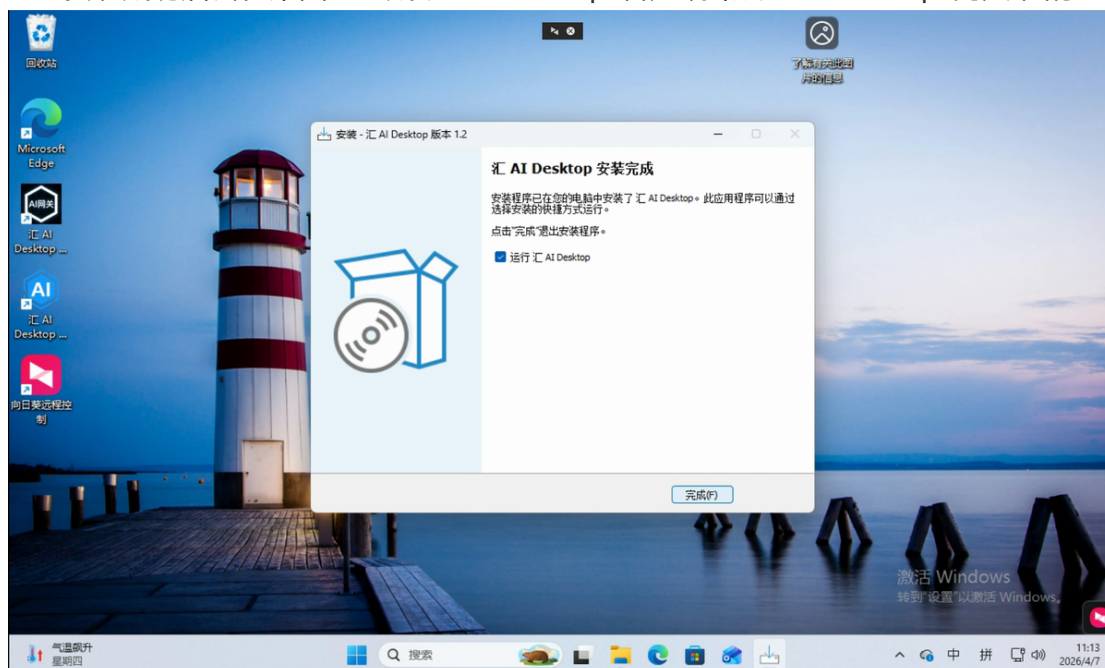 回收站
了解有关此图
片的信息
Microsoft
Edge
AI网关
汇 AI
Desktop ...
AI
汇 AI
Desktop ...
向日葵远程控
制
安装 - 汇 AI Desktop 版本 1.2
汇 AI Desktop 安装完成
安装程序已在您的电脑中安装了 汇 AI Desktop。此应用程序可以通过
选择安装的快捷方式运行。
点击“完成”退出安装程序。
运行 汇 AI Desktop
完成(F)
激活 Windows
转到“设置”以激活 Windows。
气温飙升
星期四
搜索
中
拼
11:13
2026/4/7